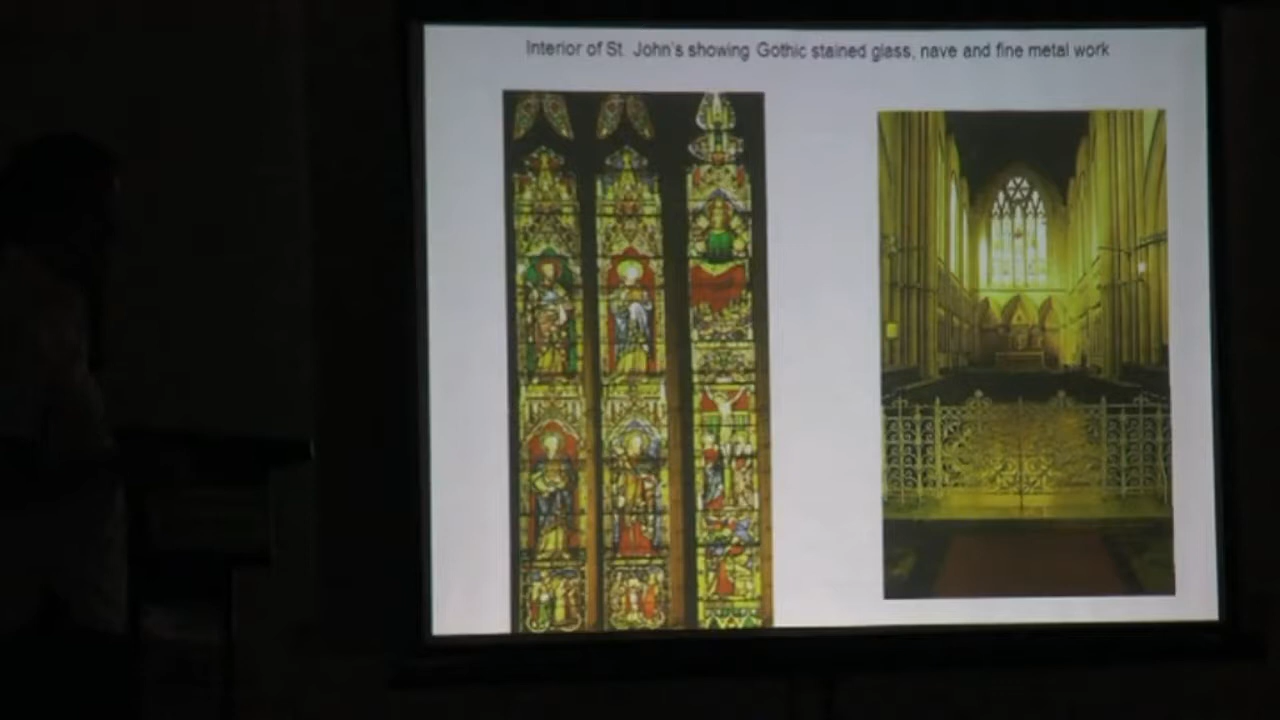 Interior of St. John's showing Gothic stained glass, nave and fine metal work